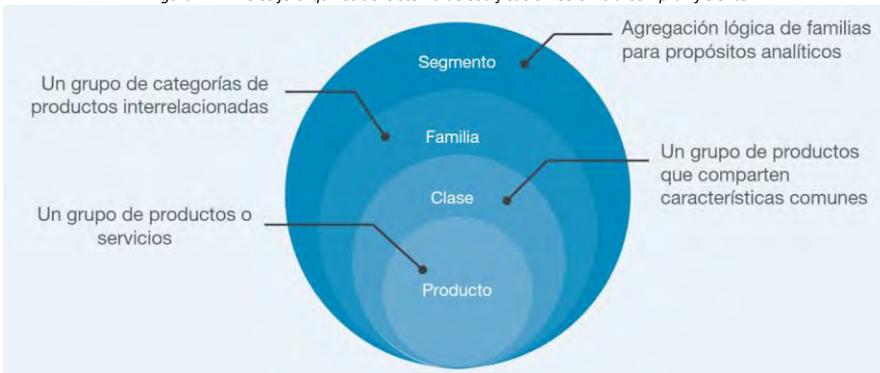 Segmento
Agregación lógica de familias
para propósitos analíticos
Un grupo de categorías de
productos interrelacionadas
Familia
Un grupo de productos
que comparten
características comunes
Clase
Un grupo de productos o
servicios
Producto